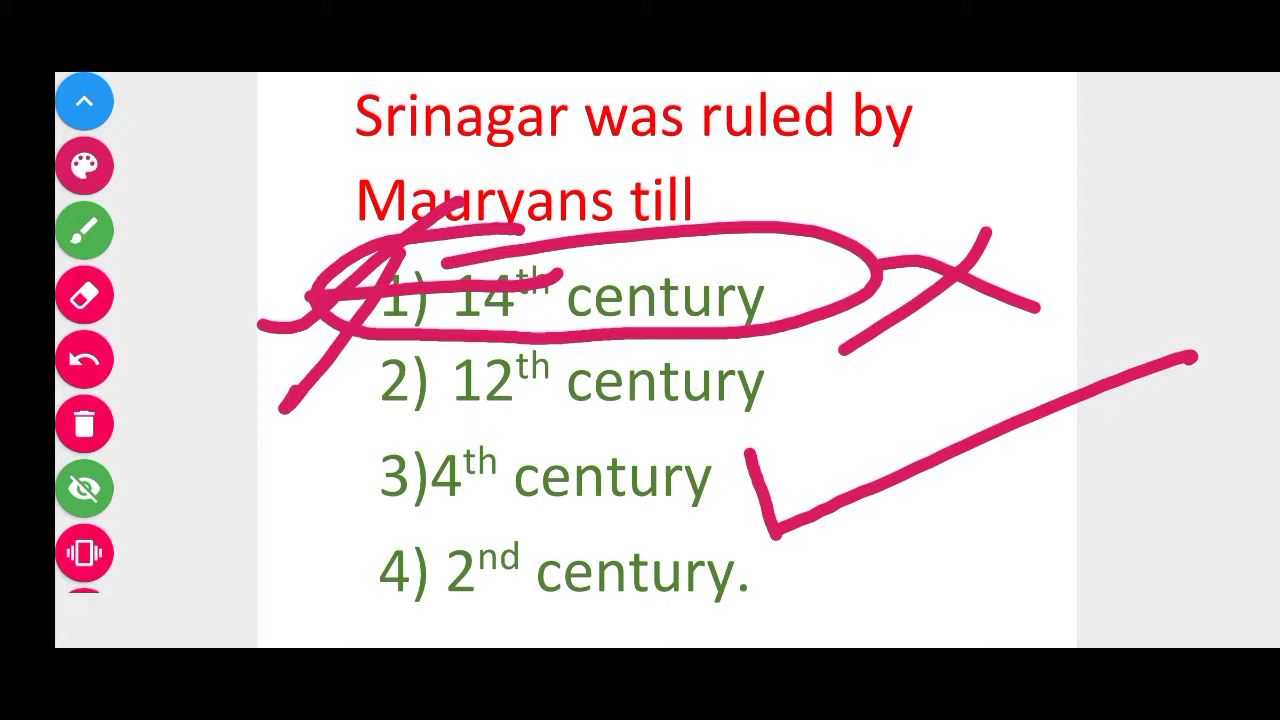 Srinagar was ruled by
Mauryans till
1) 14th century
2) 12th century
3)4th century
4) 2nd century.